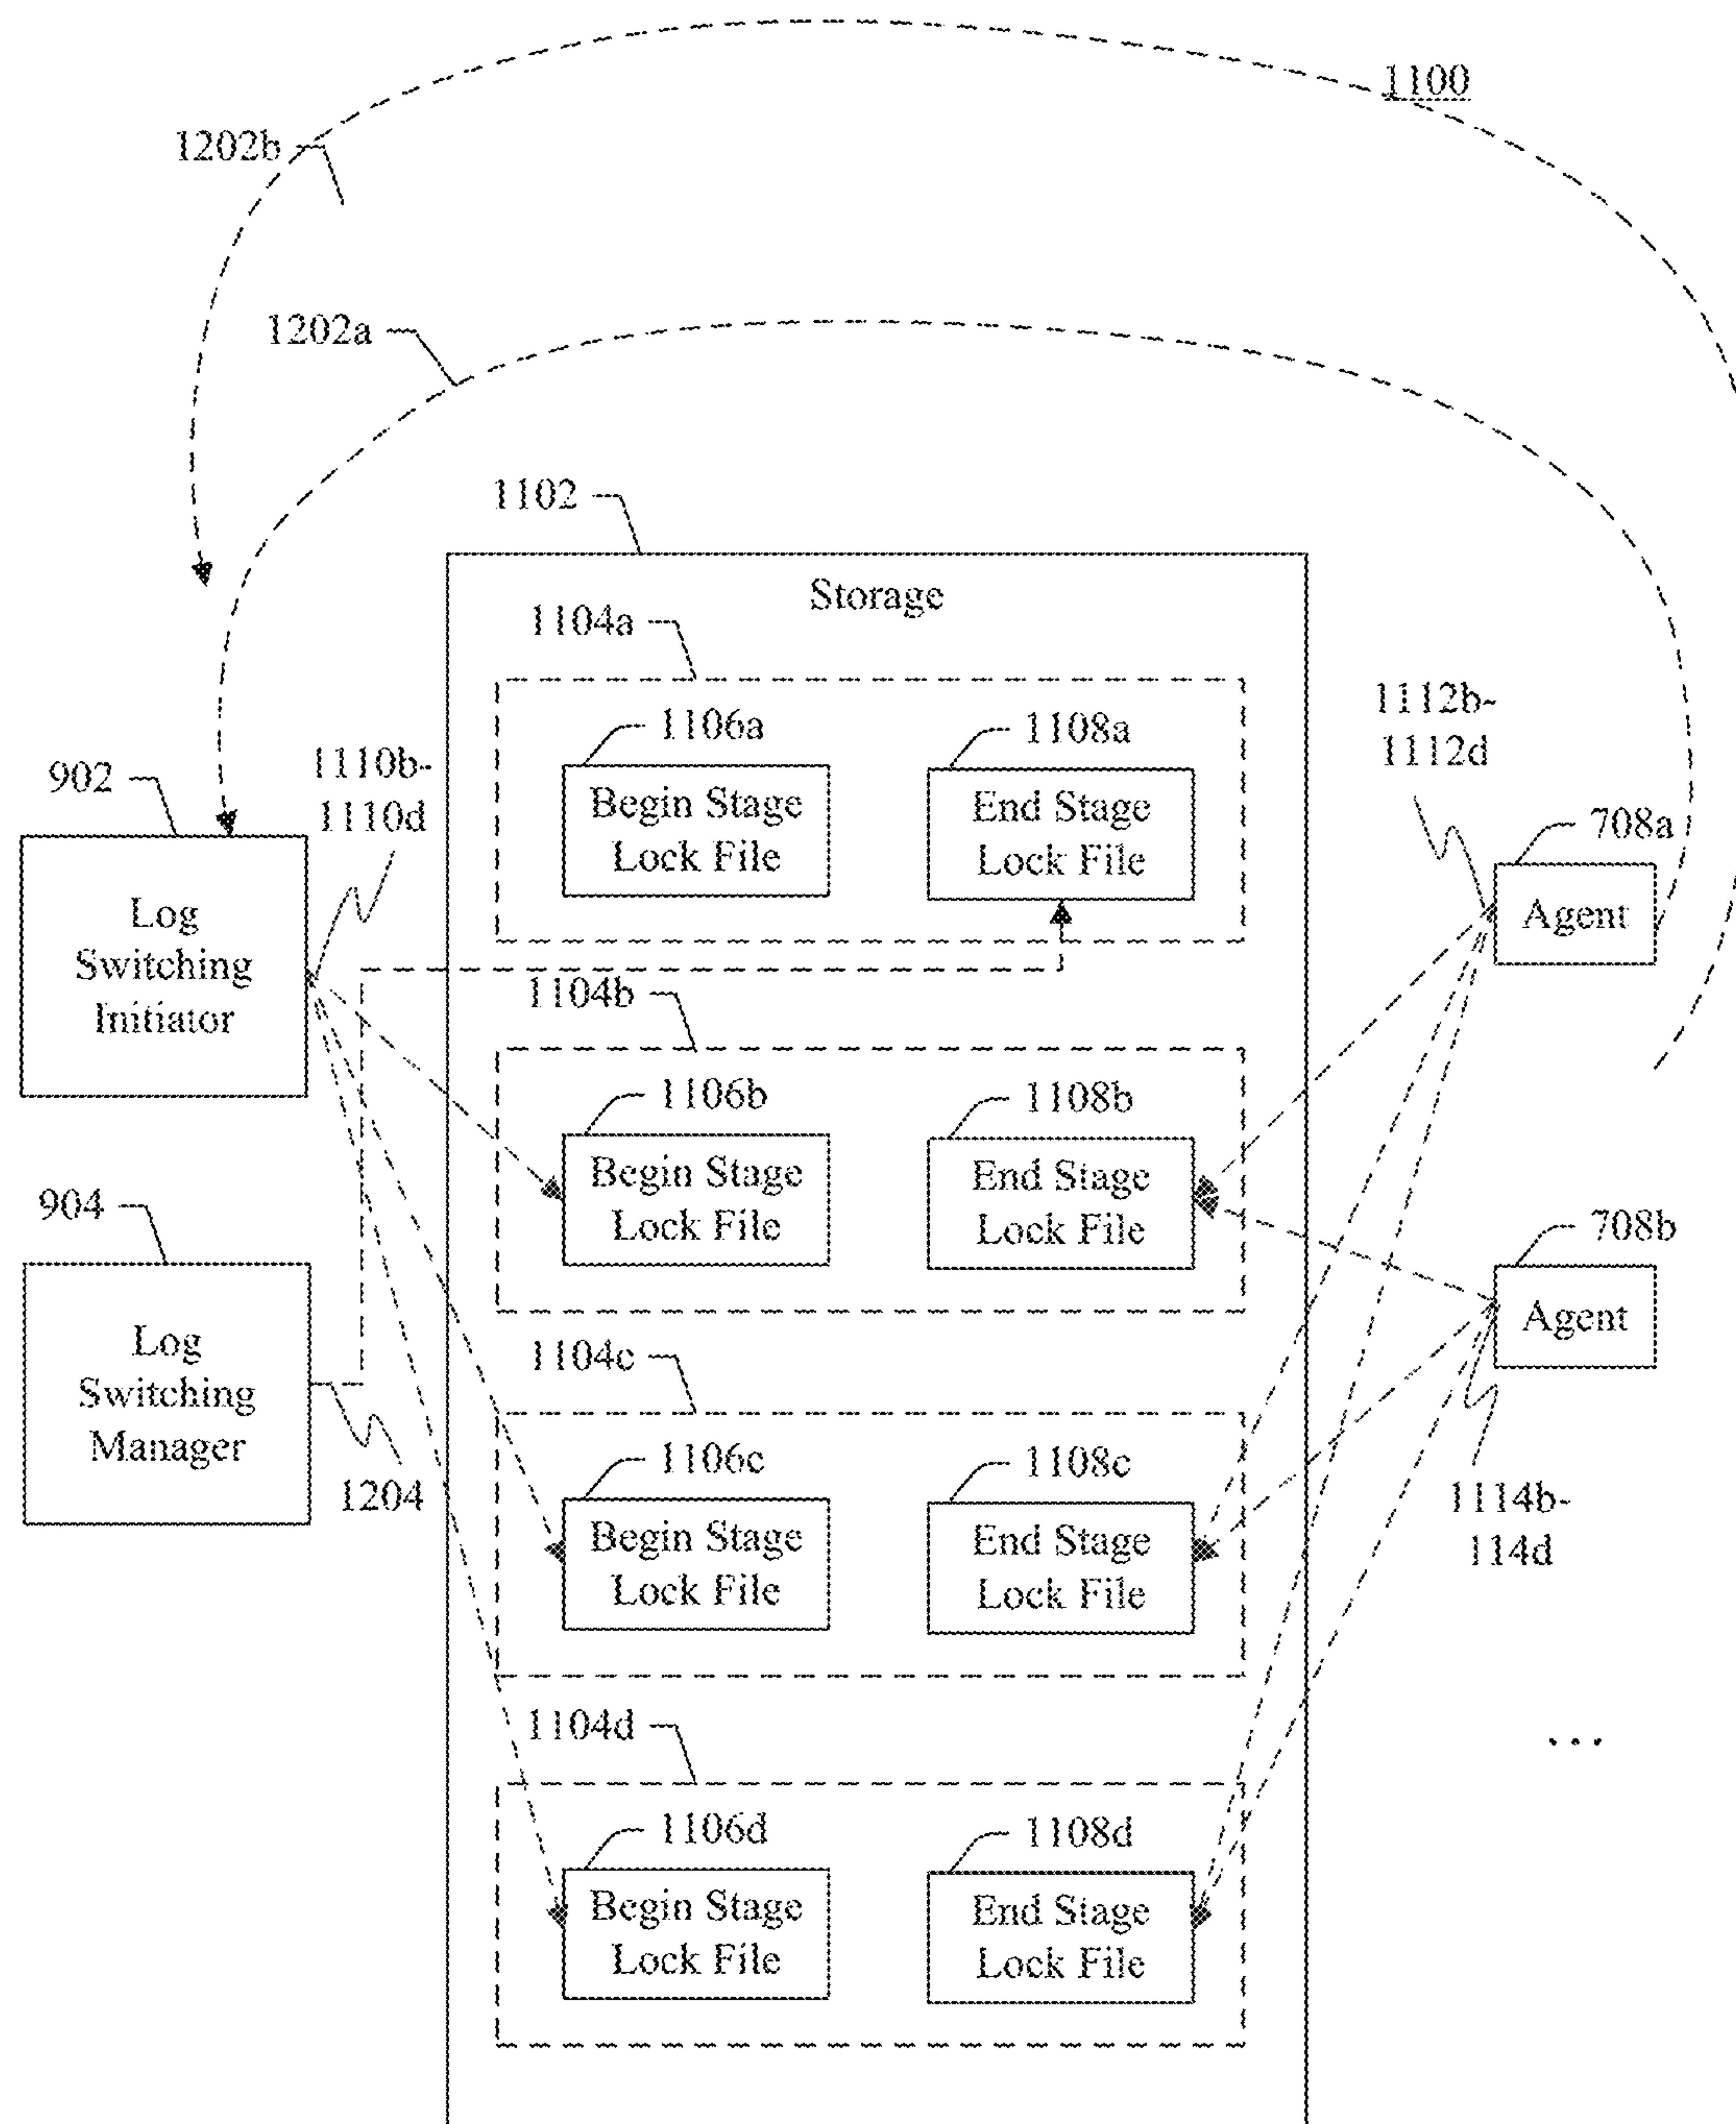 1100
1202b
1202a
1102
Storage
1104a
1106a
1108a
Begin Stage
Lock File
End Stage
Lock File
1112b-
1112d
902
1110b-
1110d
Log
Switching
Initiator
708a
Agent
1104b
1106b
1108b
Begin Stage
Lock File
End Stage
Lock File
904
Log
Switching
Manager
1204
708b
Agent
1104c
1106c
1108c
Begin Stage
Lock File
End Stage
Lock File
1114b-
114d
1104d
1106d
1108d
Begin Stage
Lock File
End Stage
Lock File
...